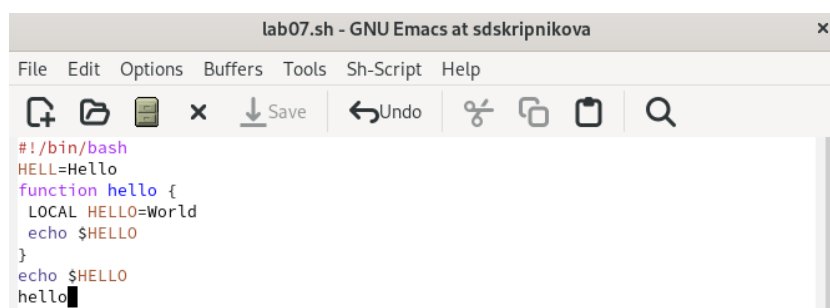 lab07.sh - GNU Emacs at sdskripnikova
File Edit Options Buffers Tools Sh-Script Help
Save Undo
#!/bin/bash
HELL=Hello
function hello {
LOCAL HELLO=World
echo $HELLO
}
echo $HELLO
hello